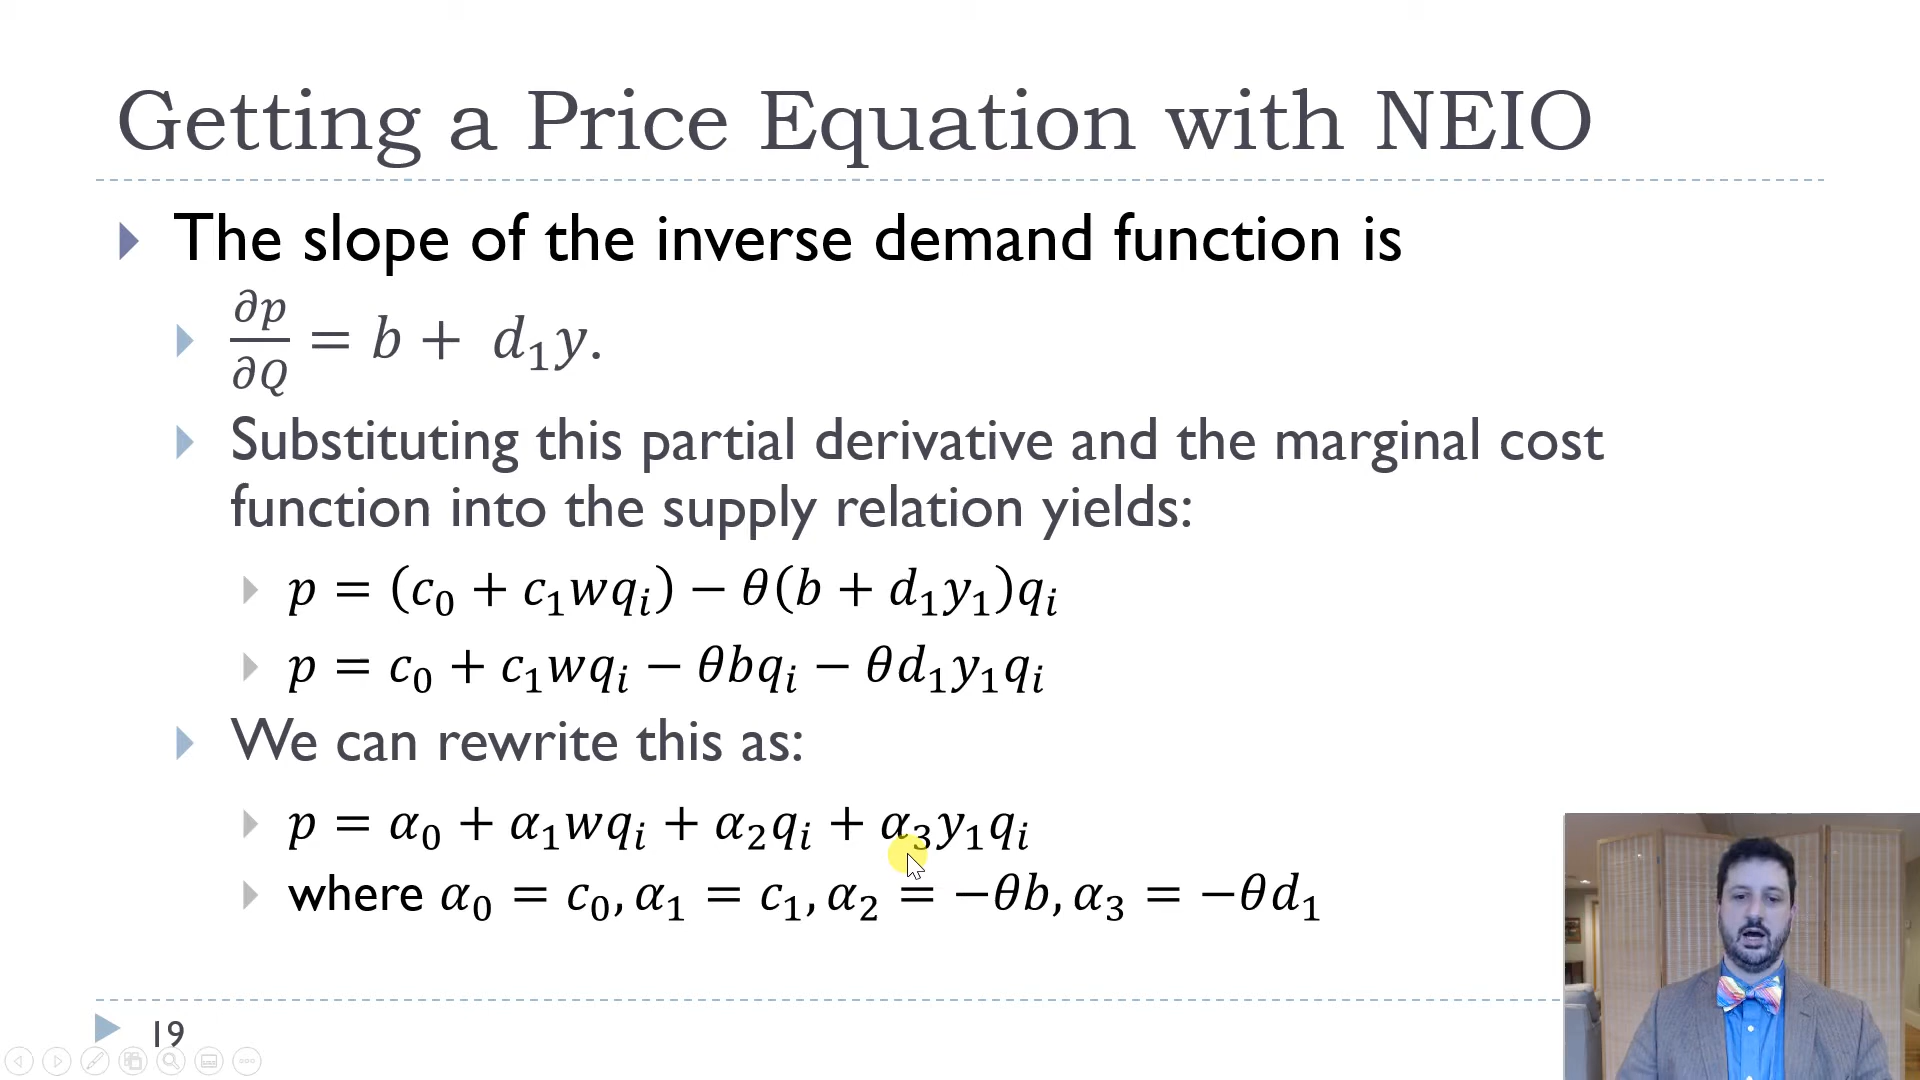 Getting a Price Equation with NEIO
The slope of the inverse demand function is
∂p/∂Q = b + d₁y.
Substituting this partial derivative and the marginal cost
function into the supply relation yields:
p = (c₀ + c₁wqᵢ) − θ(b + d₁y₁)qᵢ
p = c₀ + c₁wqᵢ − θbqᵢ − θd₁y₁qᵢ
We can rewrite this as:
p = α₀ + α₁wqᵢ + α₂qᵢ + α₃y₁qᵢ
where α₀ = c₀, α₁ = c₁, α₂ = −θb, α₃ = −θd₁
19